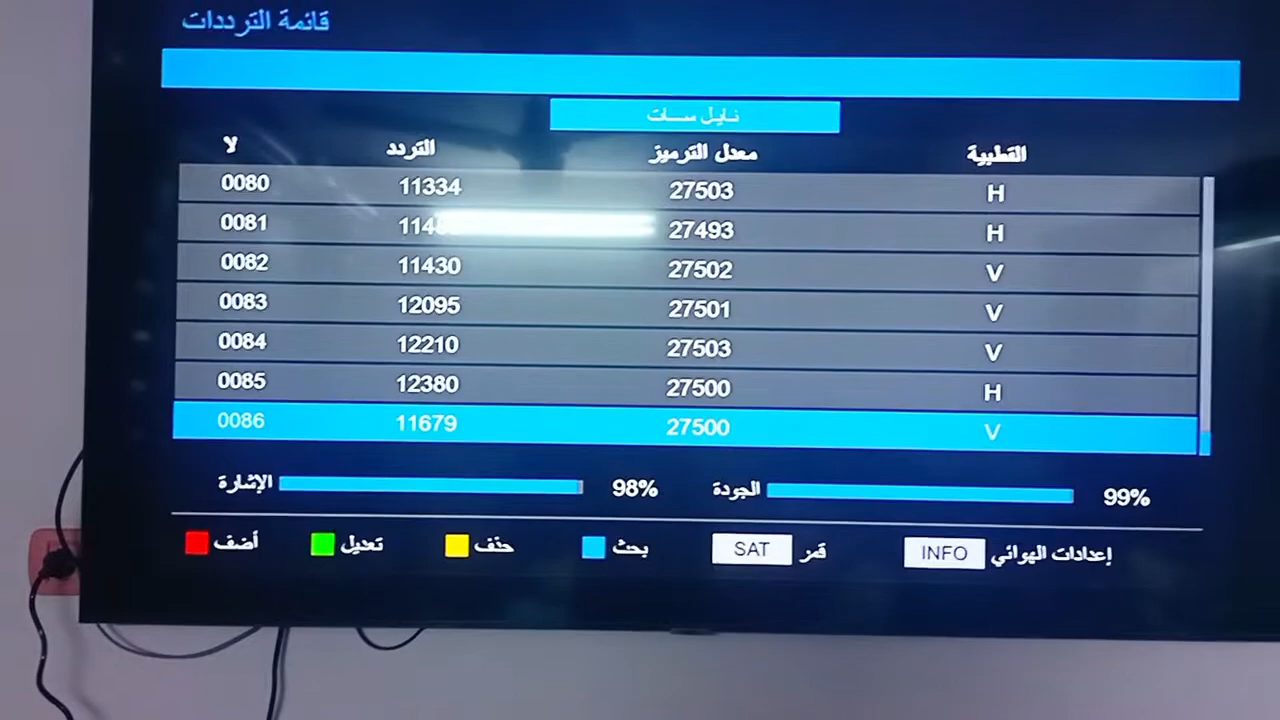 قائمة الترددات
نايل سات
لا التردد معدل الترميز القطبية
0080 11334 27503 H
0081 27493 H
0082 11430 27502 V
0083 12095 27501 V
0084 12210 27503 V
0085 12380 27500 H
0086 11679 27500 V
الإشارة 98% الجودة 99%
أضف تعديل حذف بحث SAT قمر INFO إعدادات الهوائي